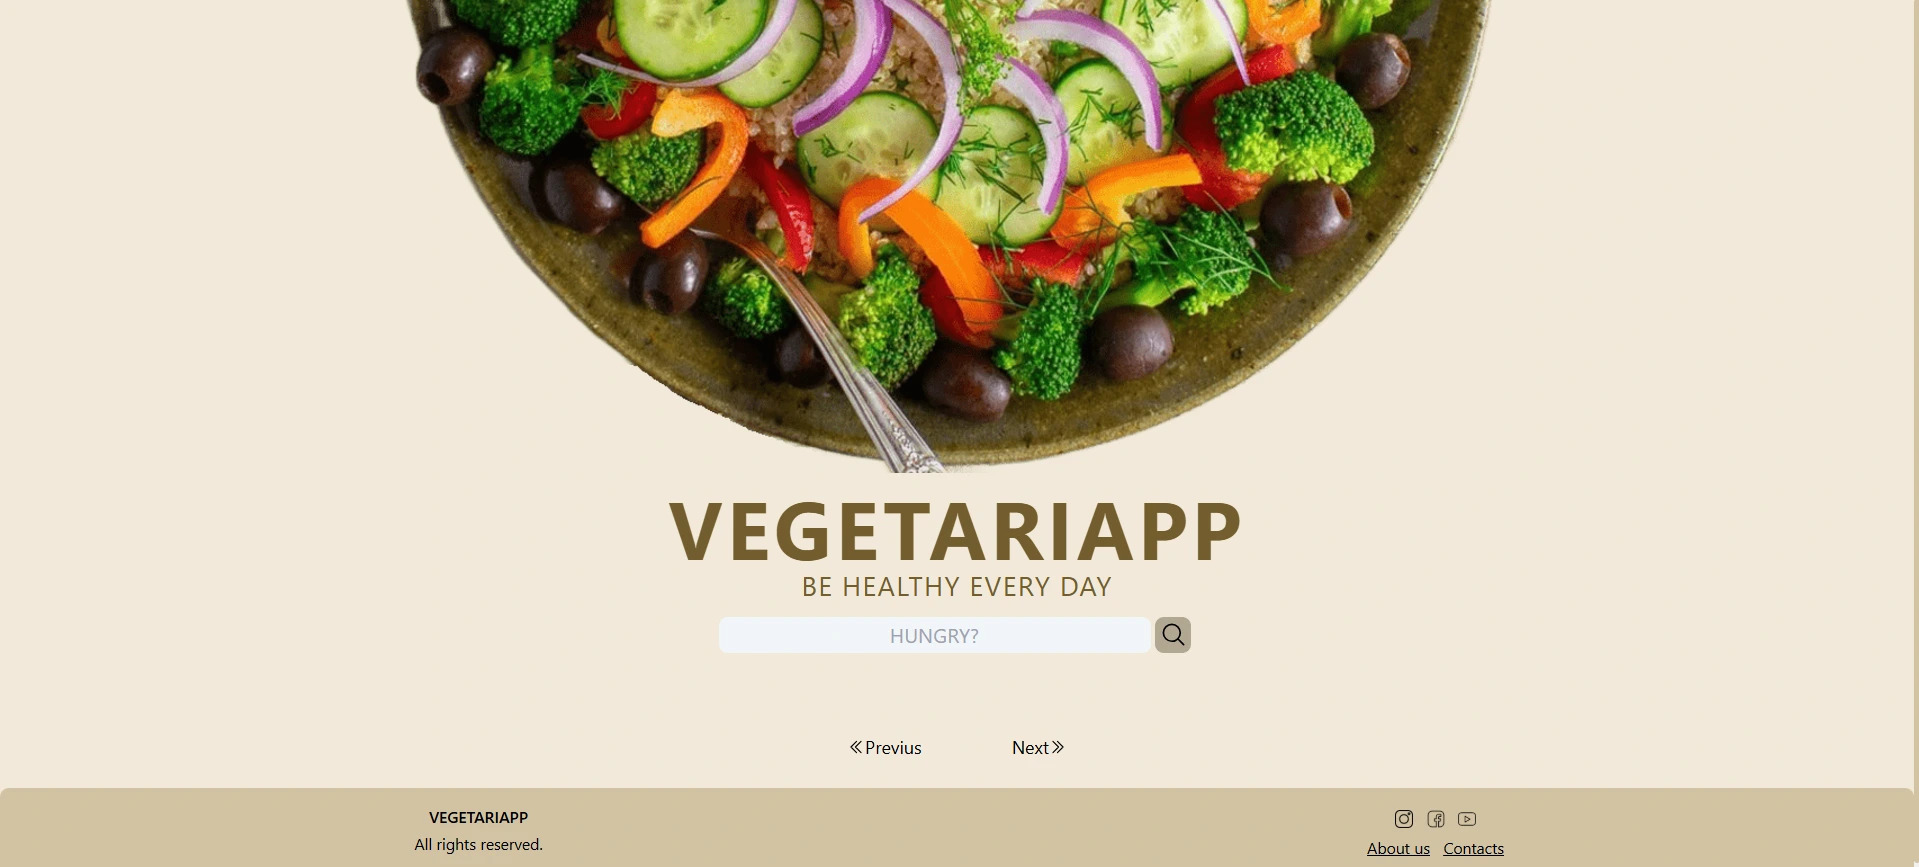 VEGETARIAPP
BE HEALTHY EVERY DAY
HUNGRY?
Previus
Next
VEGETARIAPP
All rights reserved.
About us
Contacts